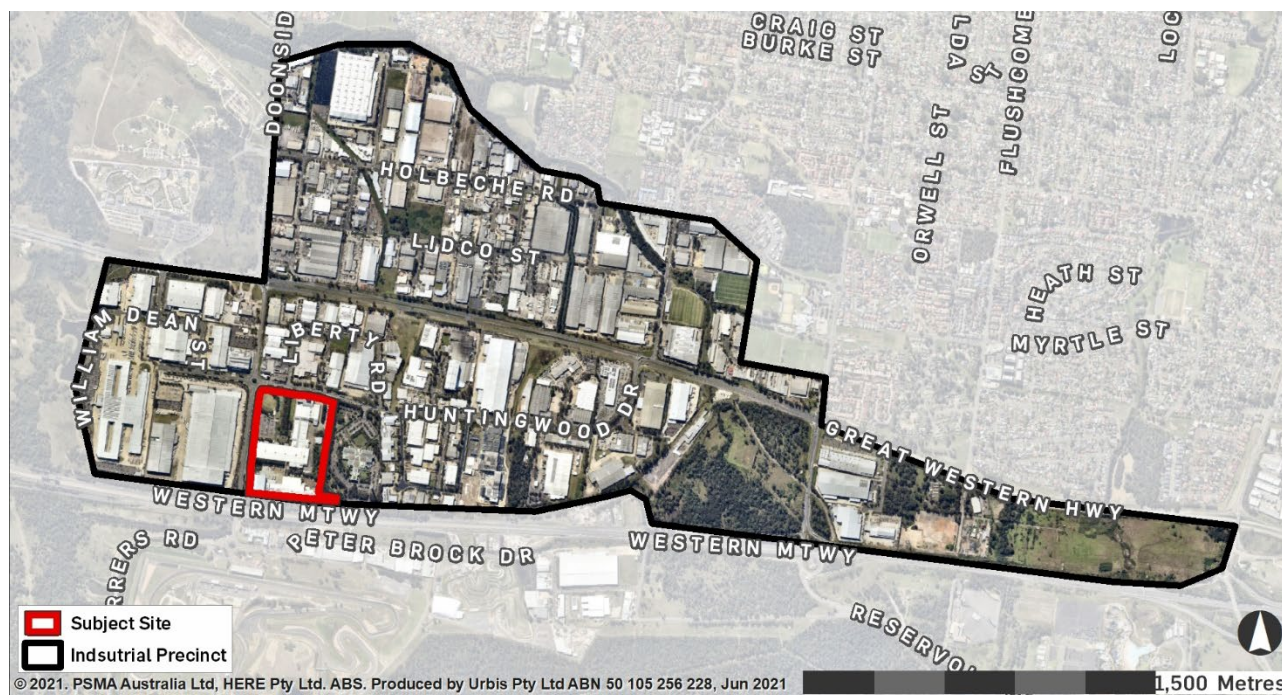 CRAIG ST
BURKE ST
DOONSID
LDA
ST
FLUSHCOMB
LOC
ORWELL ST
HOLBECHE RD
LIDCO ST
HEATH ST
MYRTLE ST
WILLIAM DEAN ST
LIBERTY RD
HUNTINGWOOD DR
GREAT WESTERN HWY
WESTERN MTWY
PETER BROCK DR
WESTERN MTWY
RRERS RD
RESERVO
Subject Site
Indsutrial Precinct
© 2021. PSMA Australia Ltd, HERE Pty Ltd. ABS. Produced by Urbis Pty Ltd ABN 50 105 256 228, Jun 2021
1,500 Metres